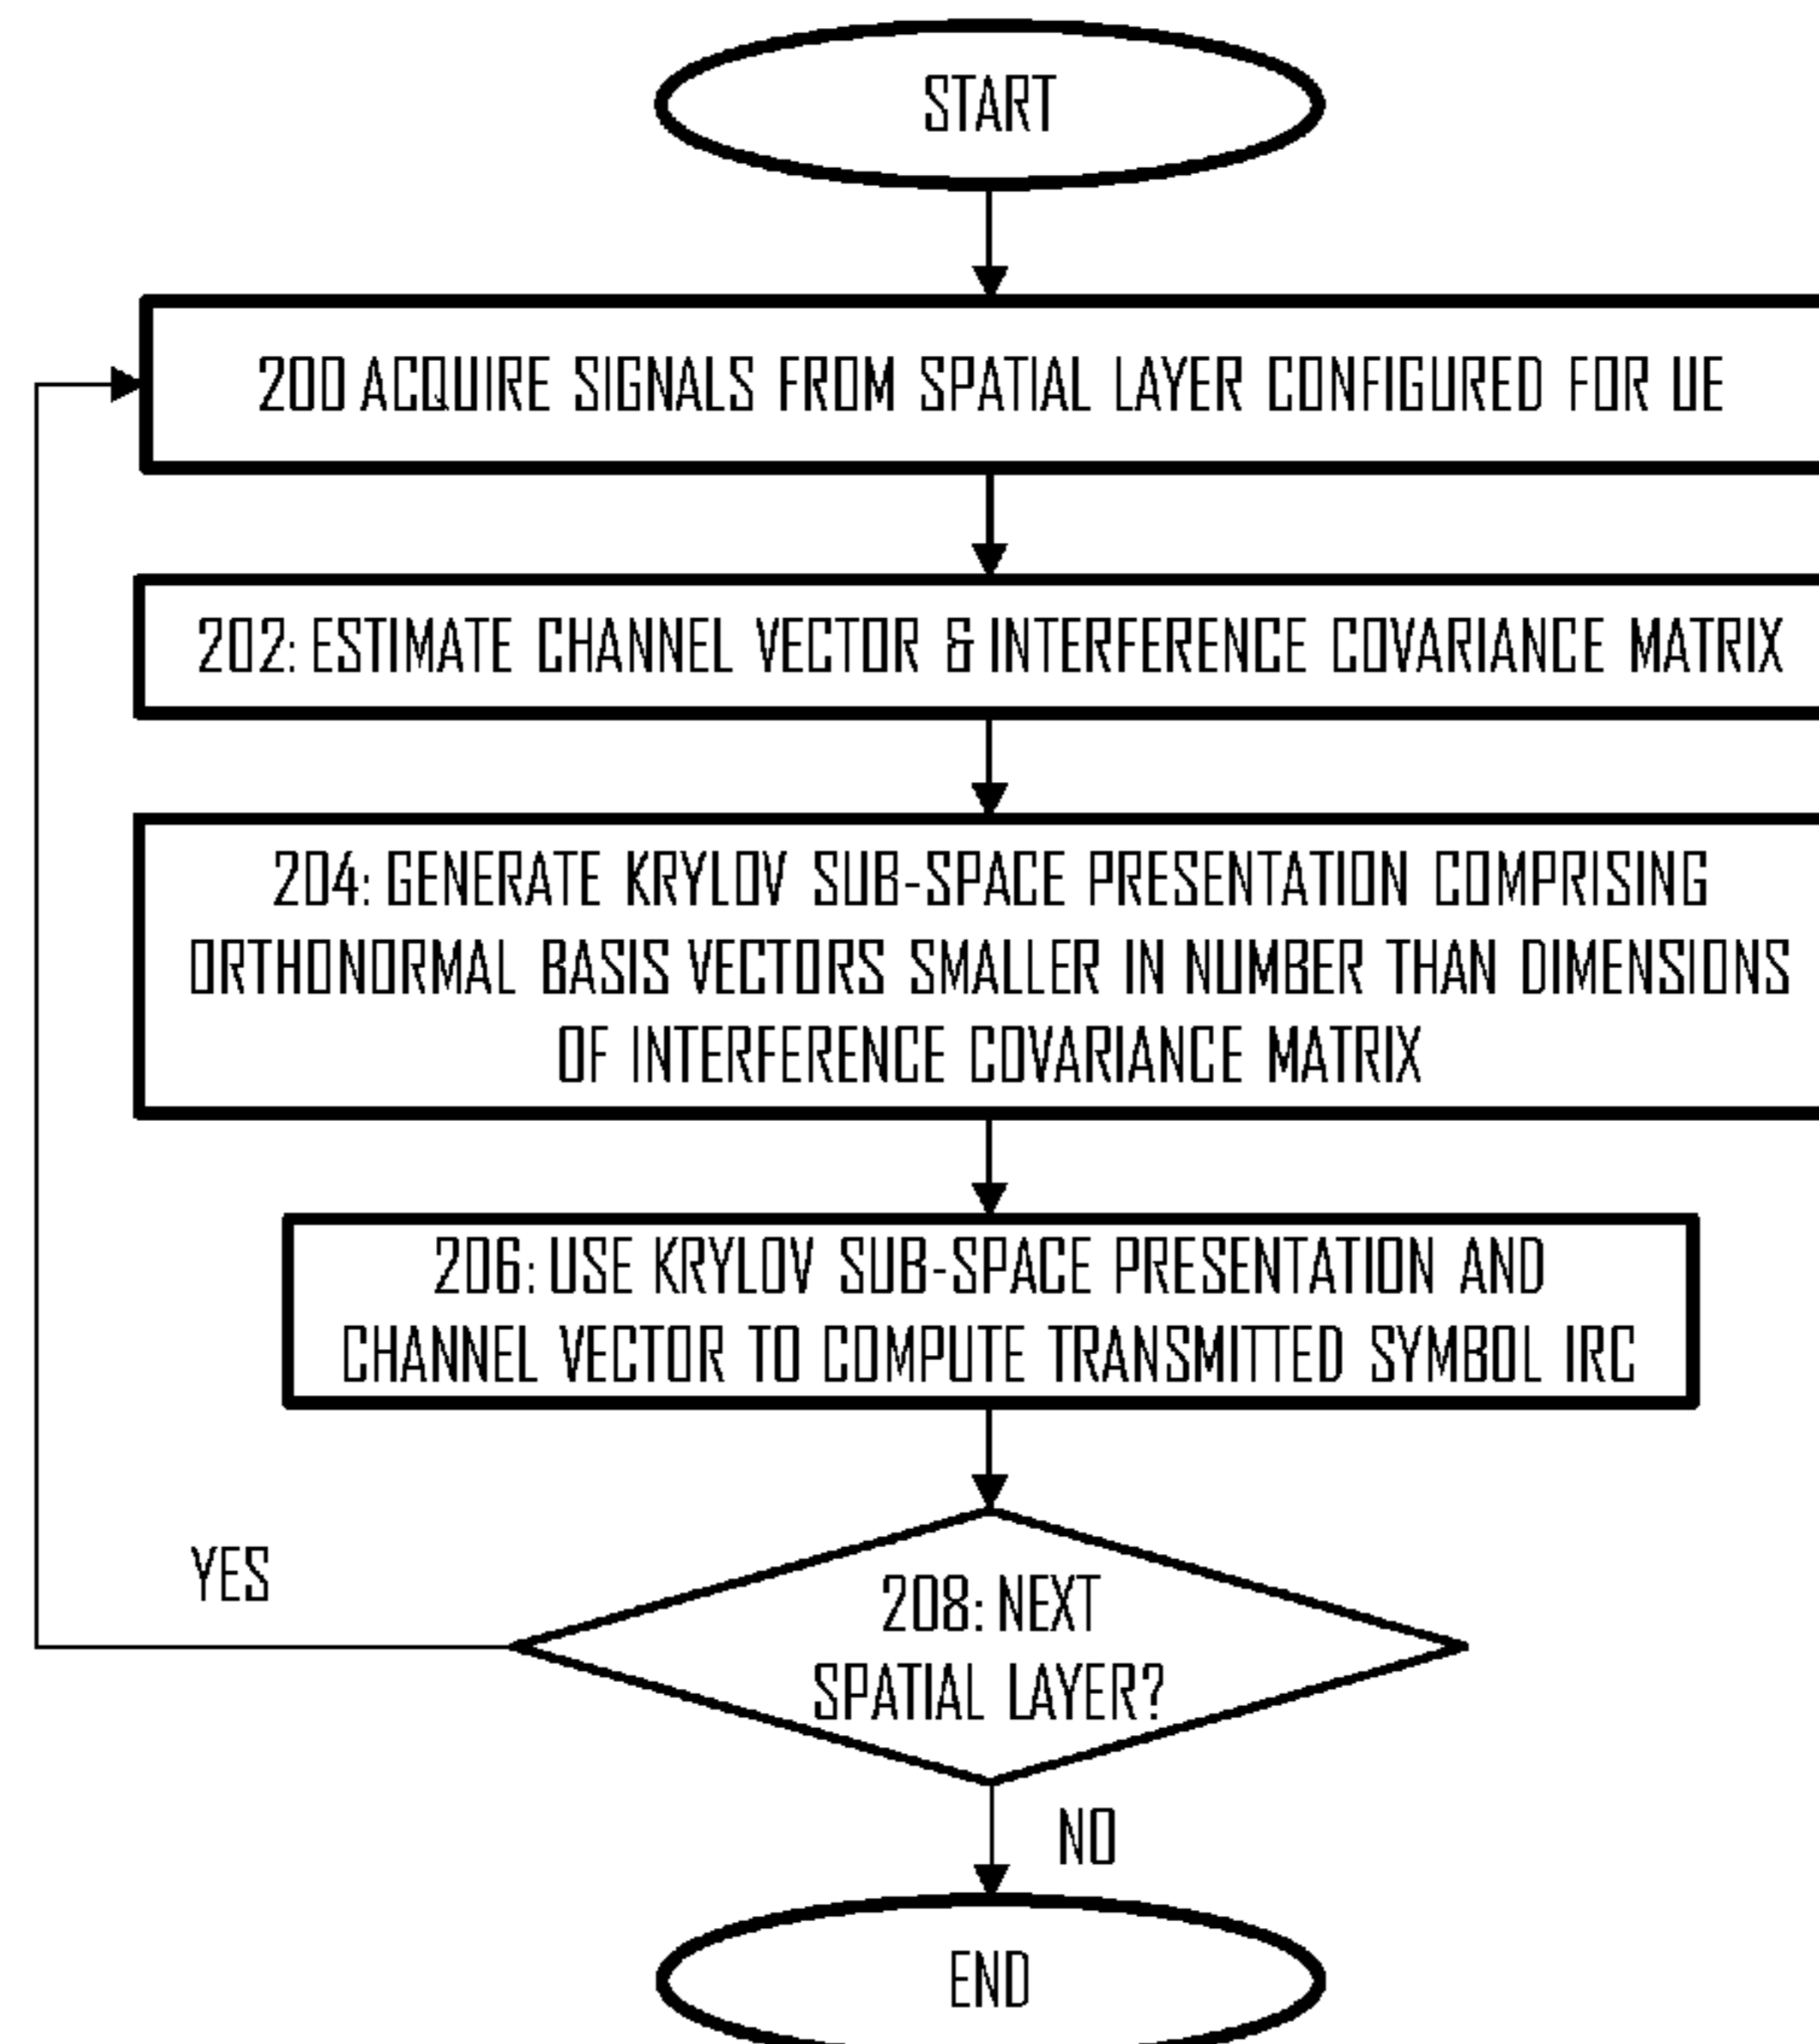 START
200 ACQUIRE SIGNALS FROM SPATIAL LAYER CONFIGURED FOR UE
202: ESTIMATE CHANNEL VECTOR & INTERFERENCE COVARIANCE MATRIX
204: GENERATE KRYLOV SUB-SPACE PRESENTATION COMPRISING
ORTHONORMAL BASIS VECTORS SMALLER IN NUMBER THAN DIMENSIONS
OF INTERFERENCE COVARIANCE MATRIX
206: USE KRYLOV SUB-SPACE PRESENTATION AND
CHANNEL VECTOR TO COMPUTE TRANSMITTED SYMBOL IRC
YES
208: NEXT
SPATIAL LAYER?
NO
END